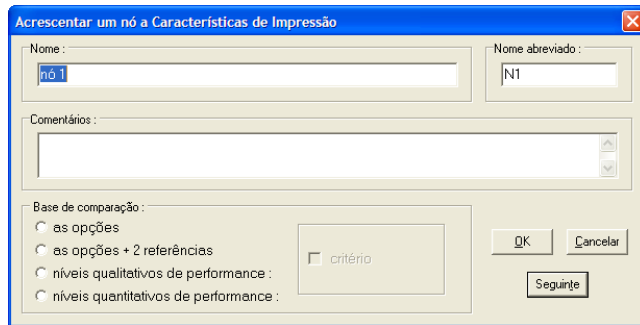 Acrescentar um nó a Características de Impressão
Nome :
nó 1
Nome abreviado :
N1
Comentários :
Base de comparação :
as opções
as opções + 2 referências
níveis qualitativos de performance :
níveis quantitativos de performance :
critério
OK
Cancelar
Seguinte